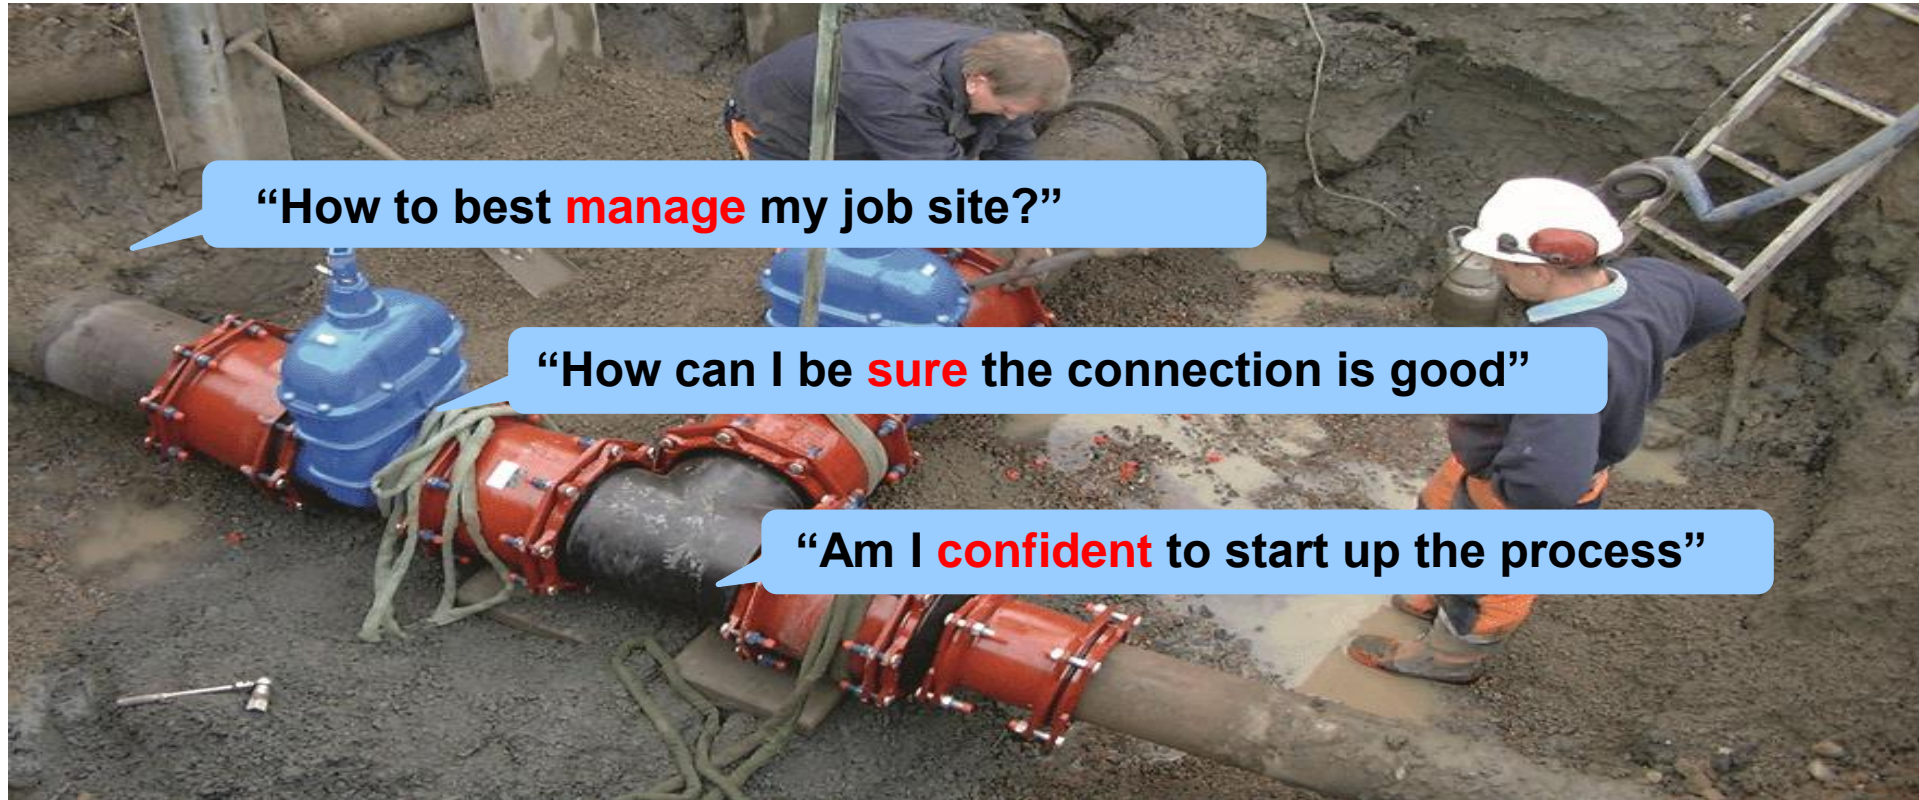 “How to best manage my job site?”
“How can I be sure the connection is good”
“Am I confident to start up the process”